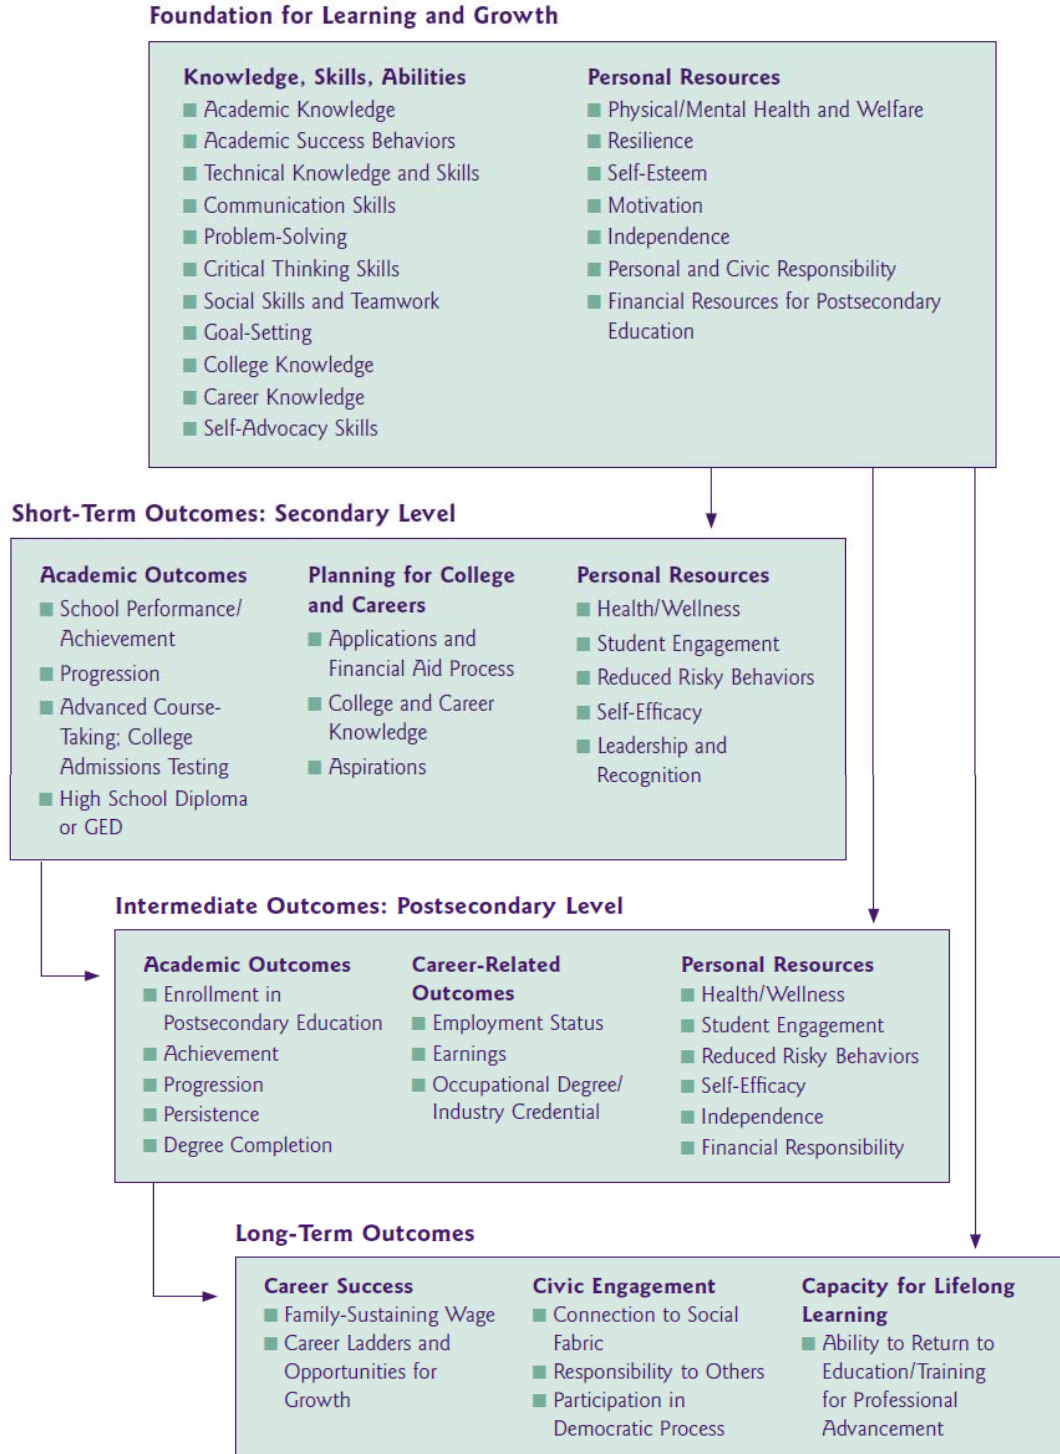 Foundation for Learning and Growth
Knowledge, Skills, Abilities
Academic Knowledge
Academic Success Behaviors
Technical Knowledge and Skills
Communication Skills
Problem-Solving
Critical Thinking Skills
Social Skills and Teamwork
Goal-Setting
College Knowledge
Career Knowledge
Self-Advocacy Skills
Personal Resources
Physical/Mental Health and Welfare
Resilience
Self-Esteem
Motivation
Independence
Personal and Civic Responsibility
Financial Resources for Postsecondary
Education
Short-Term Outcomes: Secondary Level
Academic Outcomes
School Performance/
Achievement
Progression
Advanced Course-
Taking; College
Admissions Testing
High School Diploma
or GED
Planning for College
and Careers
Applications and
Financial Aid Process
College and Career
Knowledge
Aspirations
Personal Resources
Health/Wellness
Student Engagement
Reduced Risky Behaviors
Self-Efficacy
Leadership and
Recognition
Intermediate Outcomes: Postsecondary Level
Academic Outcomes
Enrollment in
Postsecondary Education
Achievement
Progression
Persistence
Degree Completion
Career-Related
Outcomes
Employment Status
Earnings
Occupational Degree/
Industry Credential
Personal Resources
Health/Wellness
Student Engagement
Reduced Risky Behaviors
Self-Efficacy
Independence
Financial Responsibility
Long-Term Outcomes
Career Success
Family-Sustaining Wage
Career Ladders and
Opportunities for
Growth
Civic Engagement
Connection to Social
Fabric
Responsibility to Others
Participation in
Democratic Process
Capacity for Lifelong
Learning
Ability to Return to
Education/Training
for Professional
Advancement